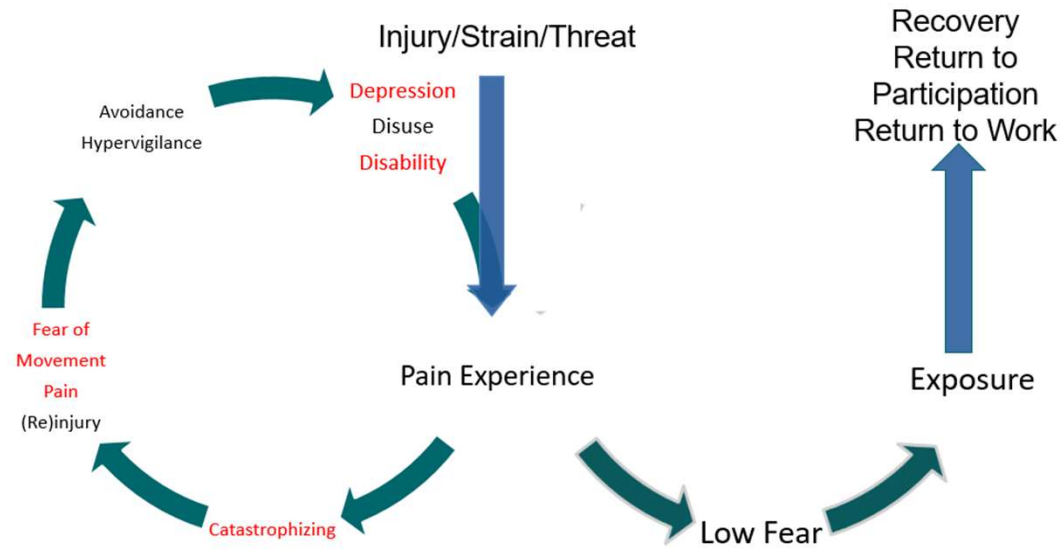 Injury/Strain/Threat
Depression
Disuse
Disability
Avoidance
Hypervigilance
Fear of
Movement
Pain
(Re)injury
Catastrophizing
Pain Experience
Low Fear
Exposure
Recovery
Return to
Participation
Return to Work